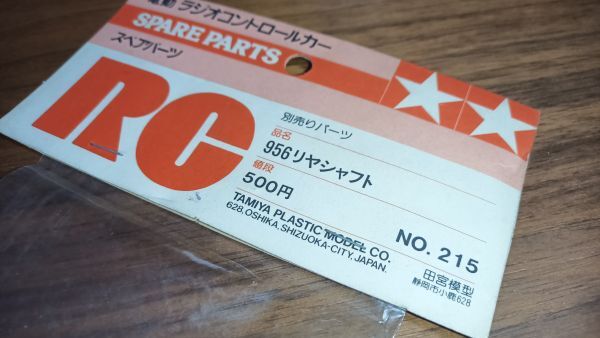 電動 ラジオコントロールカー
SPARE PARTS
スペアパーツ
RC
別売りパーツ
品名
956リヤシャフト
値段
500円
NO. 215
TAMIYA PLASTIC MODEL CO.
628, OSHIKA, SHIZUOKA-CITY, JAPAN.
田宮模型
静岡市小鹿628